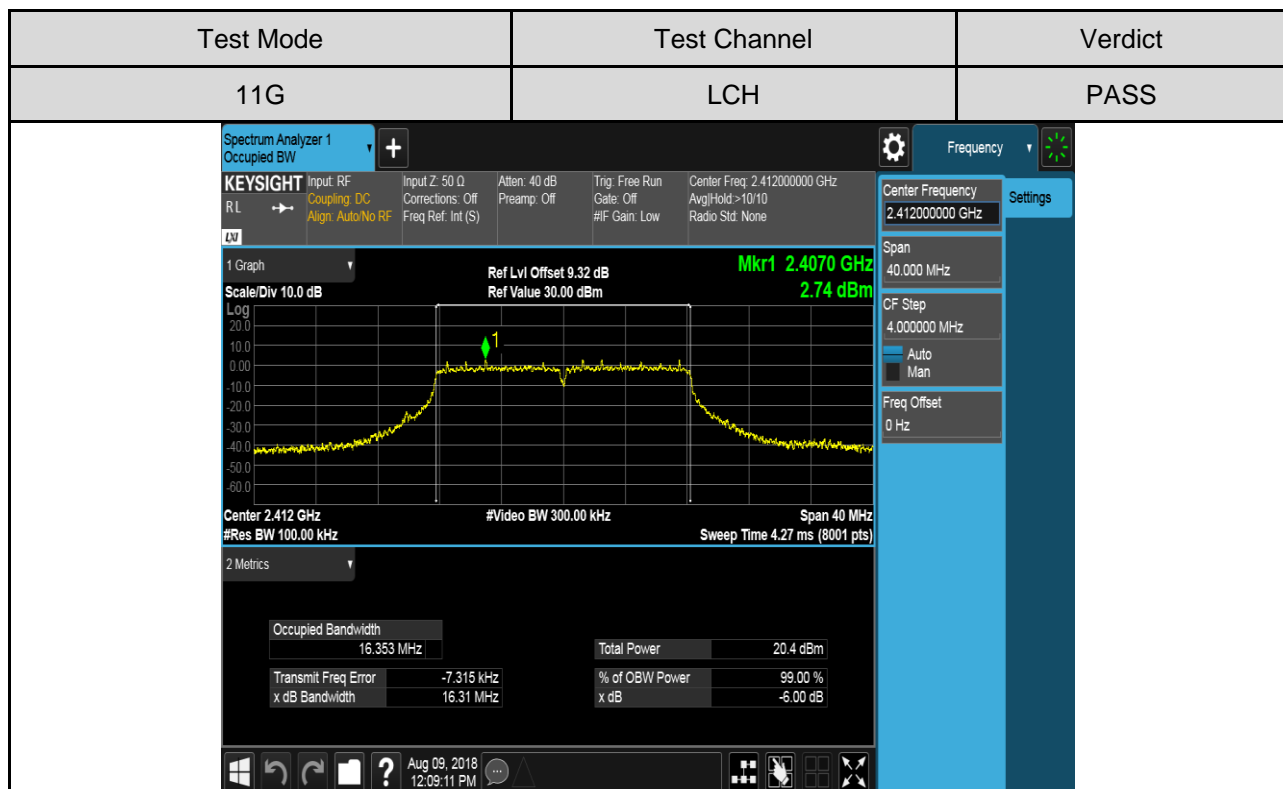 Test Mode Test Channel Verdict
11G LCH PASS
Spectrum Analyzer 1
Occupied BW
+
Frequency
KEYSIGHT Input: RF Input Z: 50 Ω Atten: 40 dB Trig: Free Run Center Freq: 2.412000000 GHz
RL Coupling: DC Corrections: Off Preamp: Off Gate: Off Avg|Hold:>10/10
Align: Auto/No RF Freq Ref: Int (S) #IF Gain: Low Radio Std: None
LXI
Center Frequency
2.412000000 GHz
Settings
Span
40.000 MHz
CF Step
4.000000 MHz
Auto
Man
Freq Offset
0 Hz
1 Graph Ref Lvl Offset 9.32 dB Mkr1 2.4070 GHz
Scale/Div 10.0 dB Ref Value 30.00 dBm 2.74 dBm
Log
20.0
10.0
1
0.00
-10.0
-20.0
-30.0
-40.0
-50.0
-60.0
Center 2.412 GHz #Video BW 300.00 kHz Span 40 MHz
#Res BW 100.00 kHz Sweep Time 4.27 ms (8001 pts)
2 Metrics
Occupied Bandwidth
16.353 MHz Total Power 20.4 dBm
Transmit Freq Error -7.315 kHz % of OBW Power 99.00 %
x dB Bandwidth 16.31 MHz x dB -6.00 dB
? Aug 09, 2018
12:09:11 PM